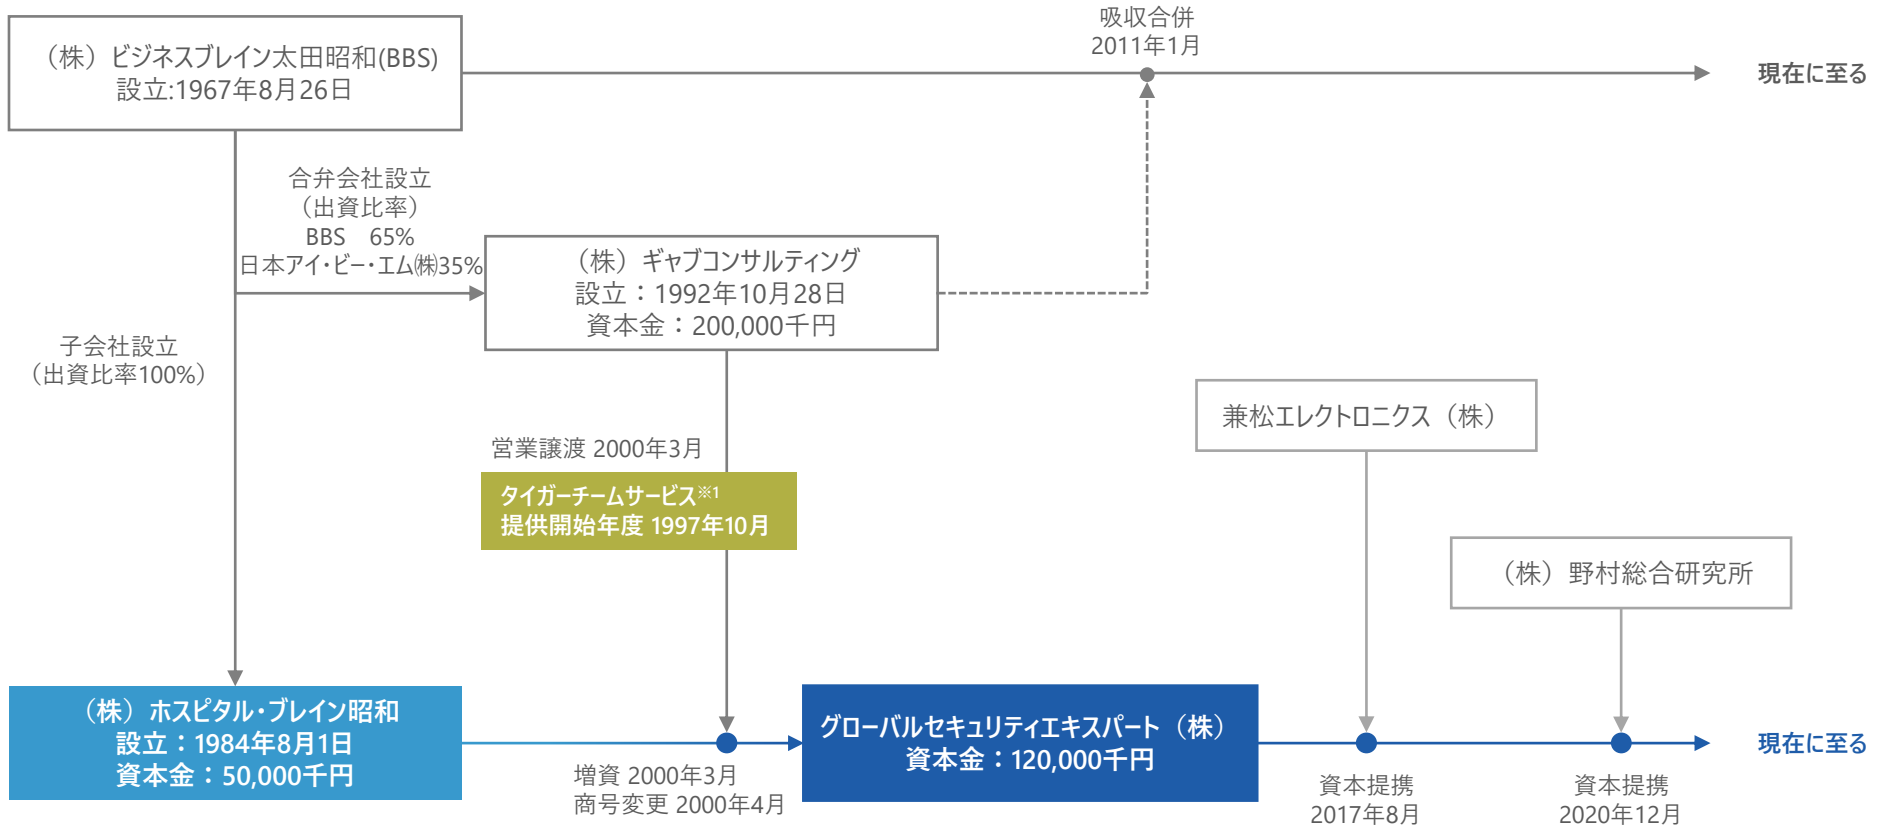 （株）ビジネスブレイン太田昭和(BBS)
設立:1967年8月26日
吸収合併
2011年1月
現在に至る
合弁会社設立
（出資比率）
BBS　65%
日本アイ・ビー・エム㈱35%
（株）ギャブコンサルティング
設立：1992年10月28日
資本金：200,000千円
子会社設立
（出資比率100%）
営業譲渡 2000年3月
タイガーチームサービス※1
提供開始年度 1997年10月
兼松エレクトロニクス（株）
（株）野村総合研究所
（株）ホスピタル・ブレイン昭和
設立：1984年8月1日
資本金：50,000千円
増資 2000年3月
商号変更 2000年4月
グローバルセキュリティエキスパート（株）
資本金：120,000千円
資本提携
2017年8月
資本提携
2020年12月
現在に至る